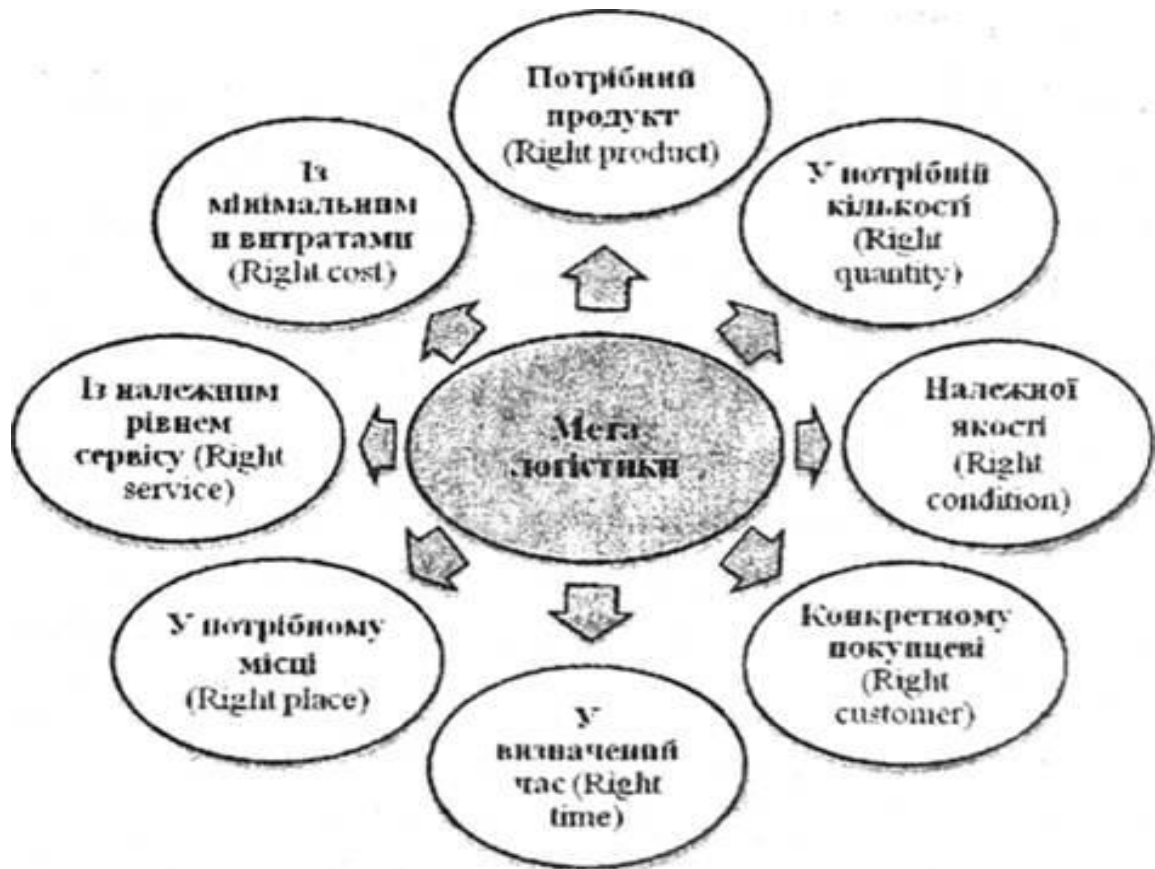 Потрібний
продукт
(Right product)
У потрібній
кількості
(Right
quantity)
Належної
якості
(Right
condition)
Конкретному
покупцеві
(Right
customer)
У
визначений
час (Right
time)
У потрібному
місці
(Right place)
Із належним
рівнем
сервісу (Right
service)
Із
мінімальним
и витратами
(Right cost)
Мега
логістики